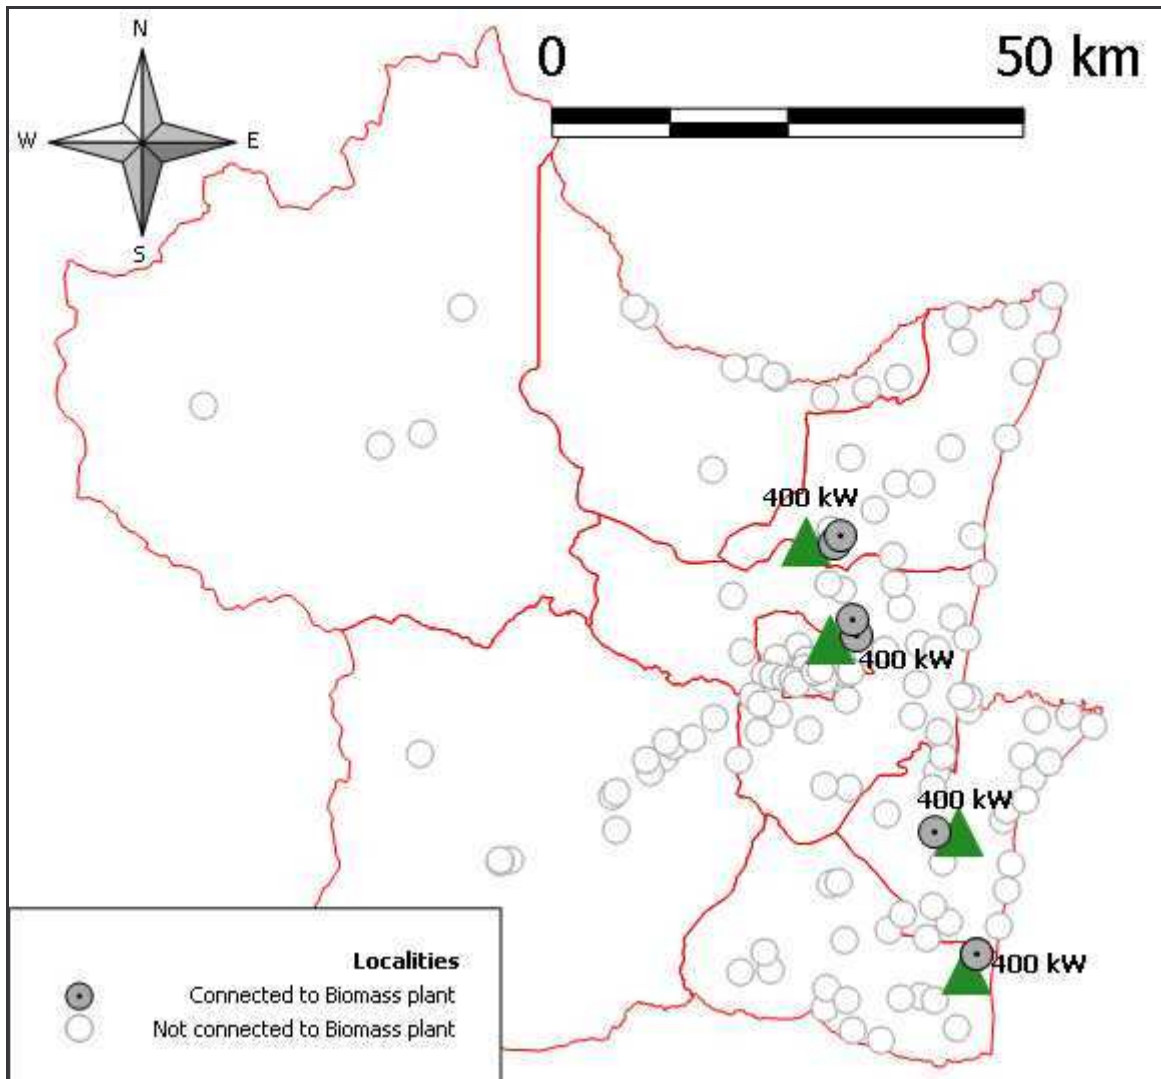 N
0 50 km
W E
S
400 kW
400 kW
400 kW
400 kW
Localities
Connected to Biomass plant
Not connected to Biomass plant